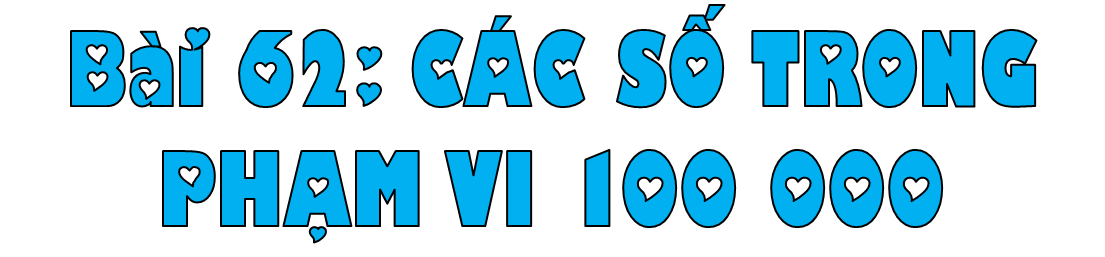 Bài 62: CÁC SỐ TRONG
PHẠM VI 100 000